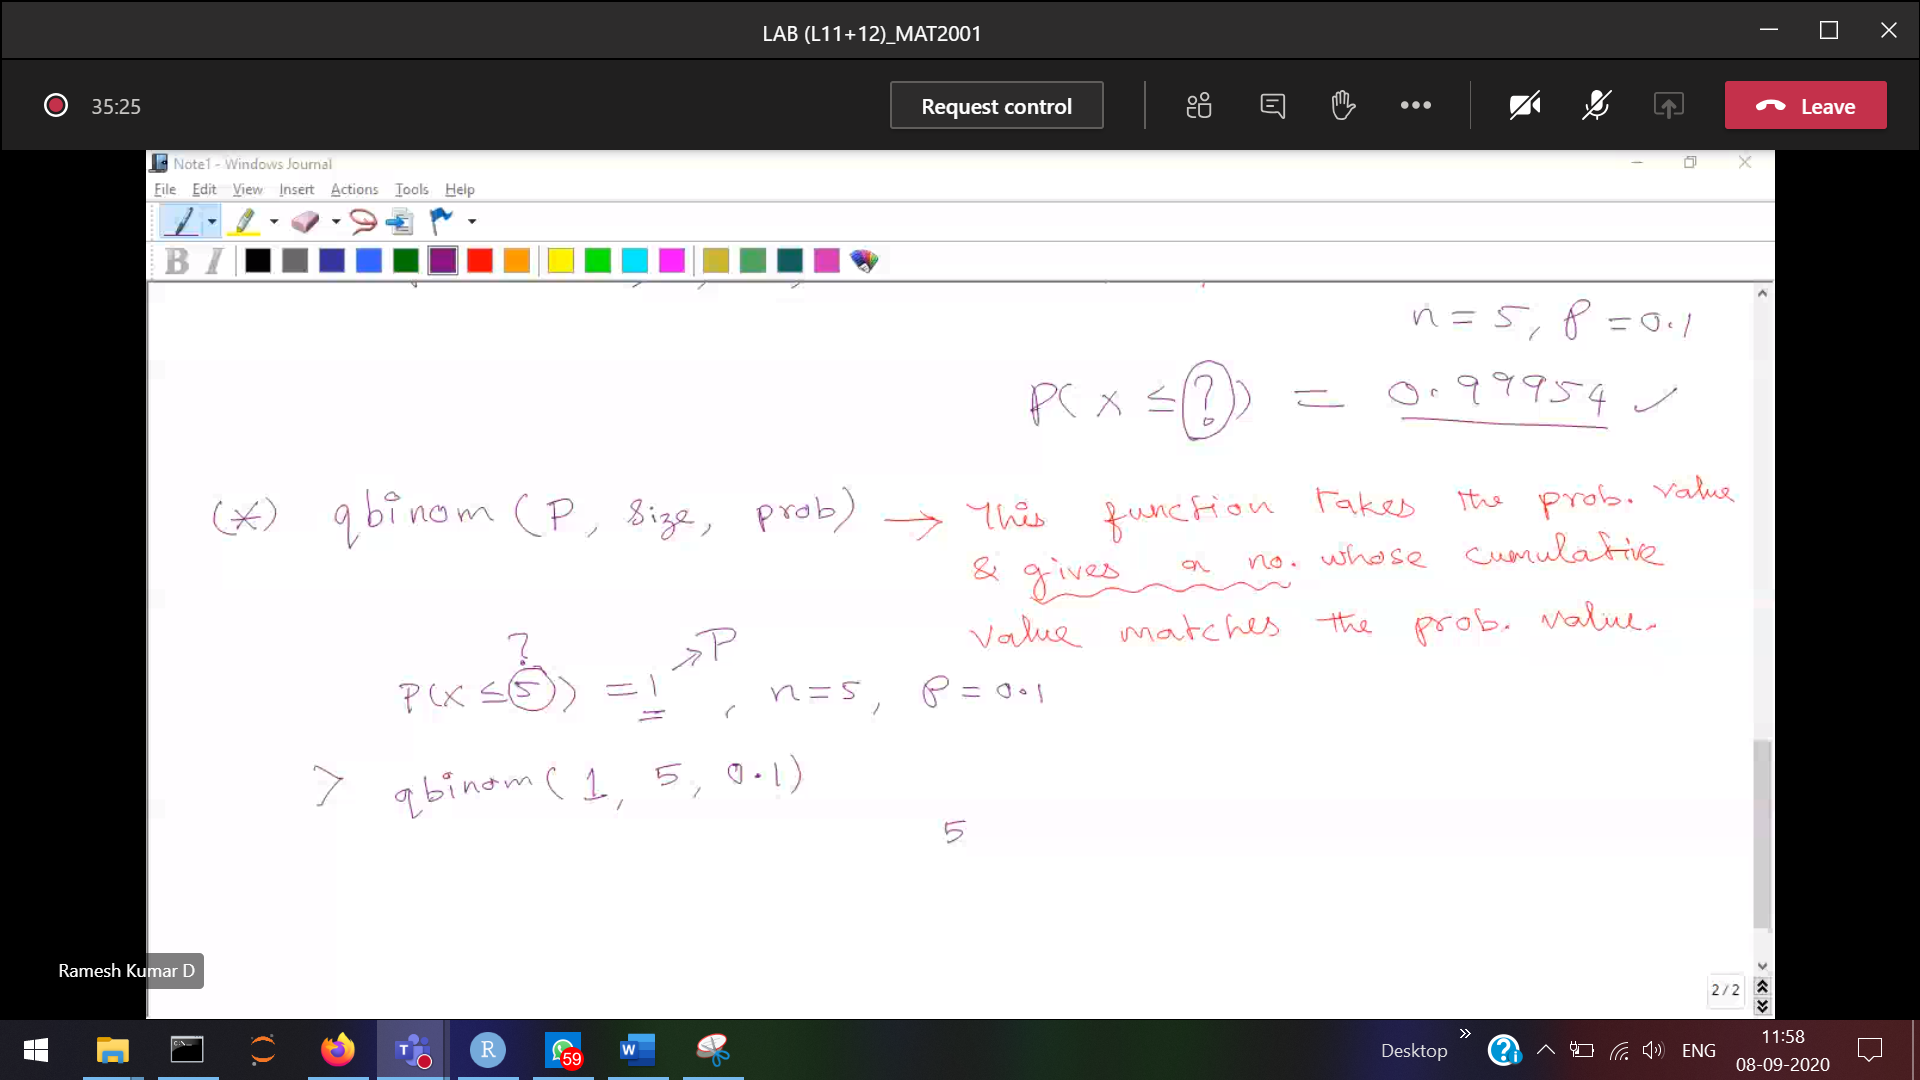 LAB (L11+12)_MAT2001
35:25
Request control
Leave
Note1 - Windows Journal
File Edit View Insert Actions Tools Help
B I
n = 5, p = 0.1
P( x ≤ ?) = 0.99954 ✓
(*) qbinom (P, size, prob) → This function takes the prob. value
& gives a no. whose cumulative
value matches the prob. value.
? → P
P(x ≤ 5) = 1, n = 5, p = 0.1
> qbinom( 1, 5, 0.1)
5
Ramesh Kumar D
2 / 2
59
Desktop
ENG
11:58
08-09-2020